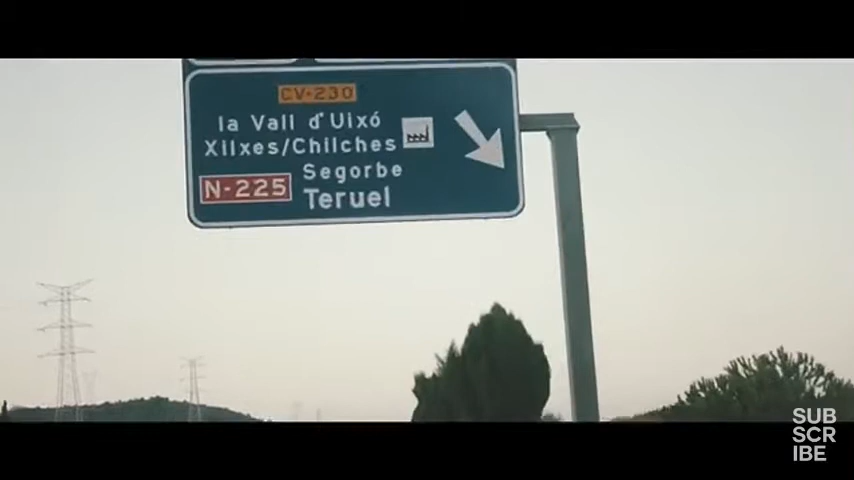 CV-230
la Vall d'Uixó
Xilxes/Chilches
Segorbe
N-225
Teruel
SUB
SCR
IBE